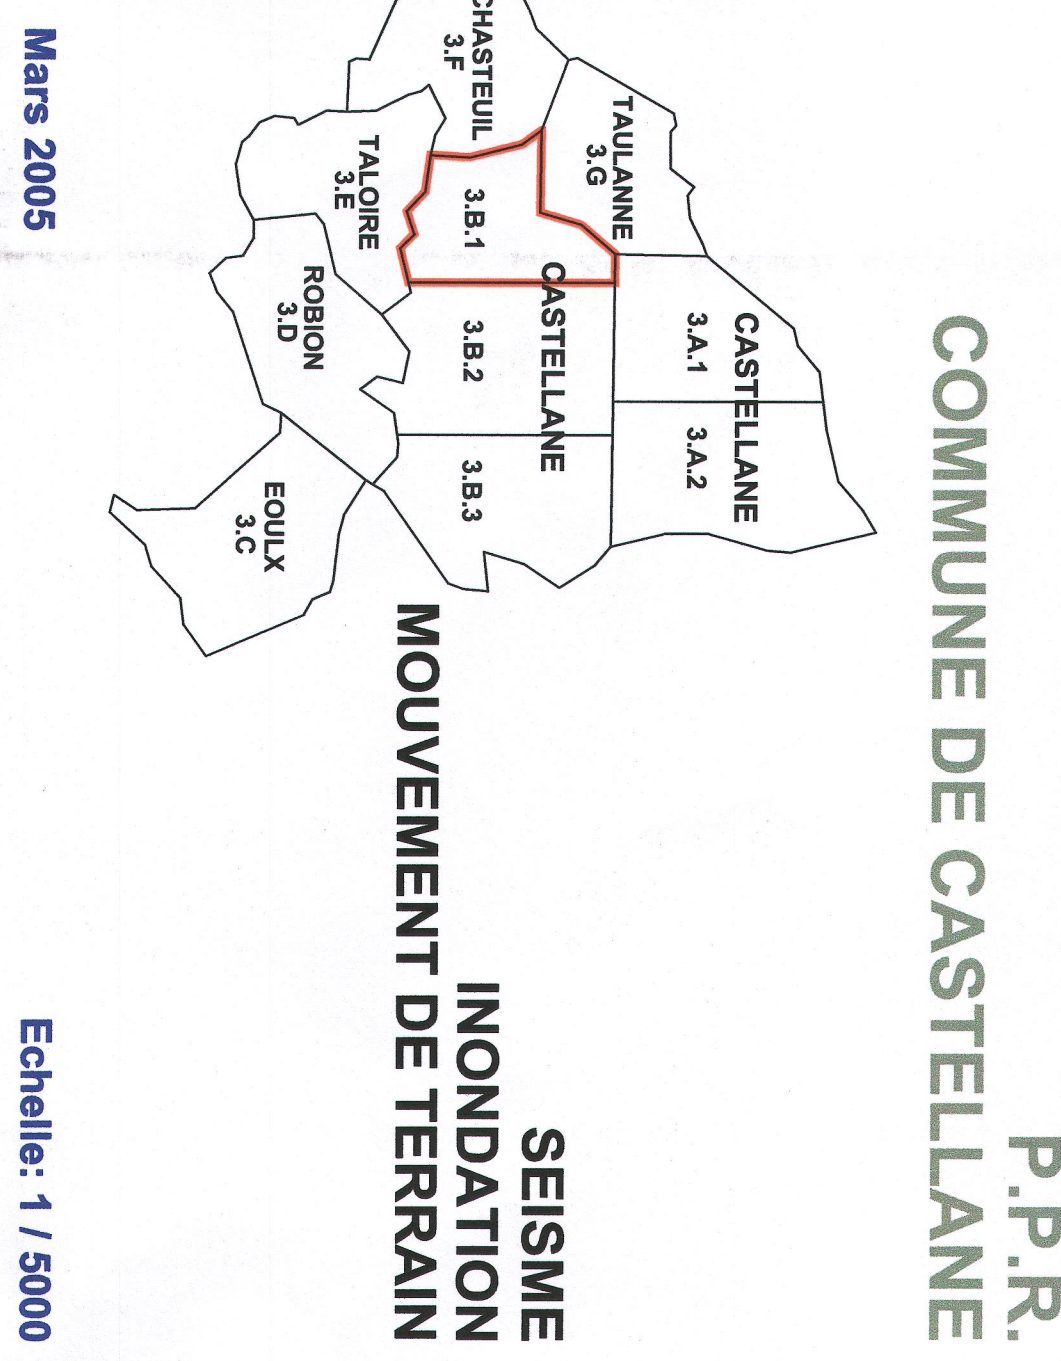 P.P.R.
COMMUNE DE CASTELLANE
SEISME
INONDATION
MOUVEMENT DE TERRAIN
CASTELLANE
3.A.1
3.A.2
TAULANNE
3.G
CASTELLANE
3.B.1
3.B.2
3.B.3
CHASTEUIL
3.F
TALOIRE
3.E
ROBION
3.D
EOULX
3.C
Mars 2005
Echelle: 1 / 5000